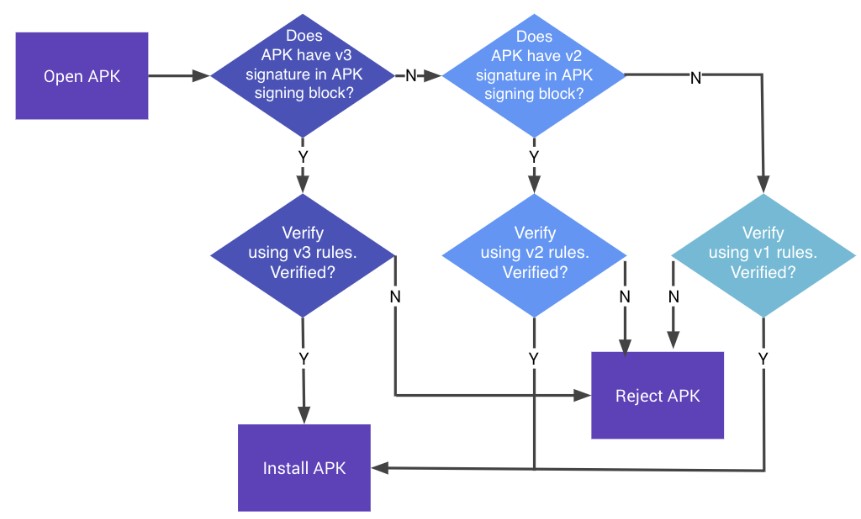 Open APK
Does
APK have v3
signature in APK
signing block?
N
Does
APK have v2
signature in APK
signing block?
N
Y
Y
Verify
using v3 rules.
Verified?
Verify
using v2 rules.
Verified?
Verify
using v1 rules.
Verified?
N
N
N
Y
Y
Y
Reject APK
Install APK